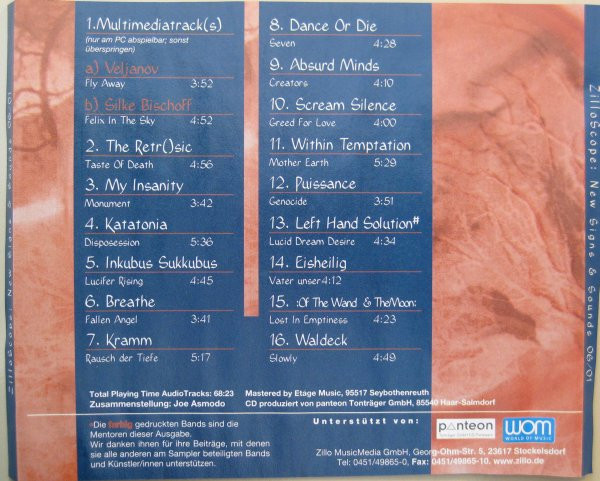 1.Multimediatrack(s)
(nur am PC abspielbar; sonst
überspringen)
a) Veljanov
Fly Away 3:52
b) Silke Bischoff
Felix In The Sky 4:52
2. The Retr()sic
Taste Of Death 4:56
3. My Insanity
Monument 3:42
4. Katatonia
Disposession 5:36
5. Inkubus Sukkubus
Lucifer Rising 4:45
6. Breathe
Fallen Angel 3:41
7. Kramm
Rausch der Tiefe 5:17
8. Dance Or Die
Seven 4:28
9. Absurd Minds
Creators 4:10
10. Scream Silence
Greed for Love 4:00
11. Within Temptation
Mother Earth 5:29
12. Puissance
Genocide 3:51
13. Left Hand Solution#
Lucid Dream Desire 4:34
14. Eisheilig
Vater unser 4:12
15. :Of The Wand & TheMoon:
Lost In Emptiness 4:23
16. Waldeck
Slowly 4:49
Total Playing Time AudioTracks: 68:23
Zusammenstellung: Joe Asmodo
Mastered by Etage Music, 95517 Seybothenreuth
CD produziert von panteon Tonträger GmbH, 85540 Haar-Salmdorf
Die farbig gedruckten Bands sind die
Mentoren dieser Ausgabe.
Wir danken ihnen für ihre Beiträge, mit denen
sie alle anderen am Sampler beteiligten Bands
und Künstler/innen unterstützen.
Unterstützt von:
panteon
WOM
WORLD OF MUSIC
Zillo MusicMedia GmbH, Georg-Ohm-Str. 5, 23617 Stockelsdorf
Tel: 0451/49865-0, Fax: 0451/49865-10. www.zillo.de
ZilloScope: New Signs & Sounds 06-01
ZilloScope: New Signs & Sounds 06-01